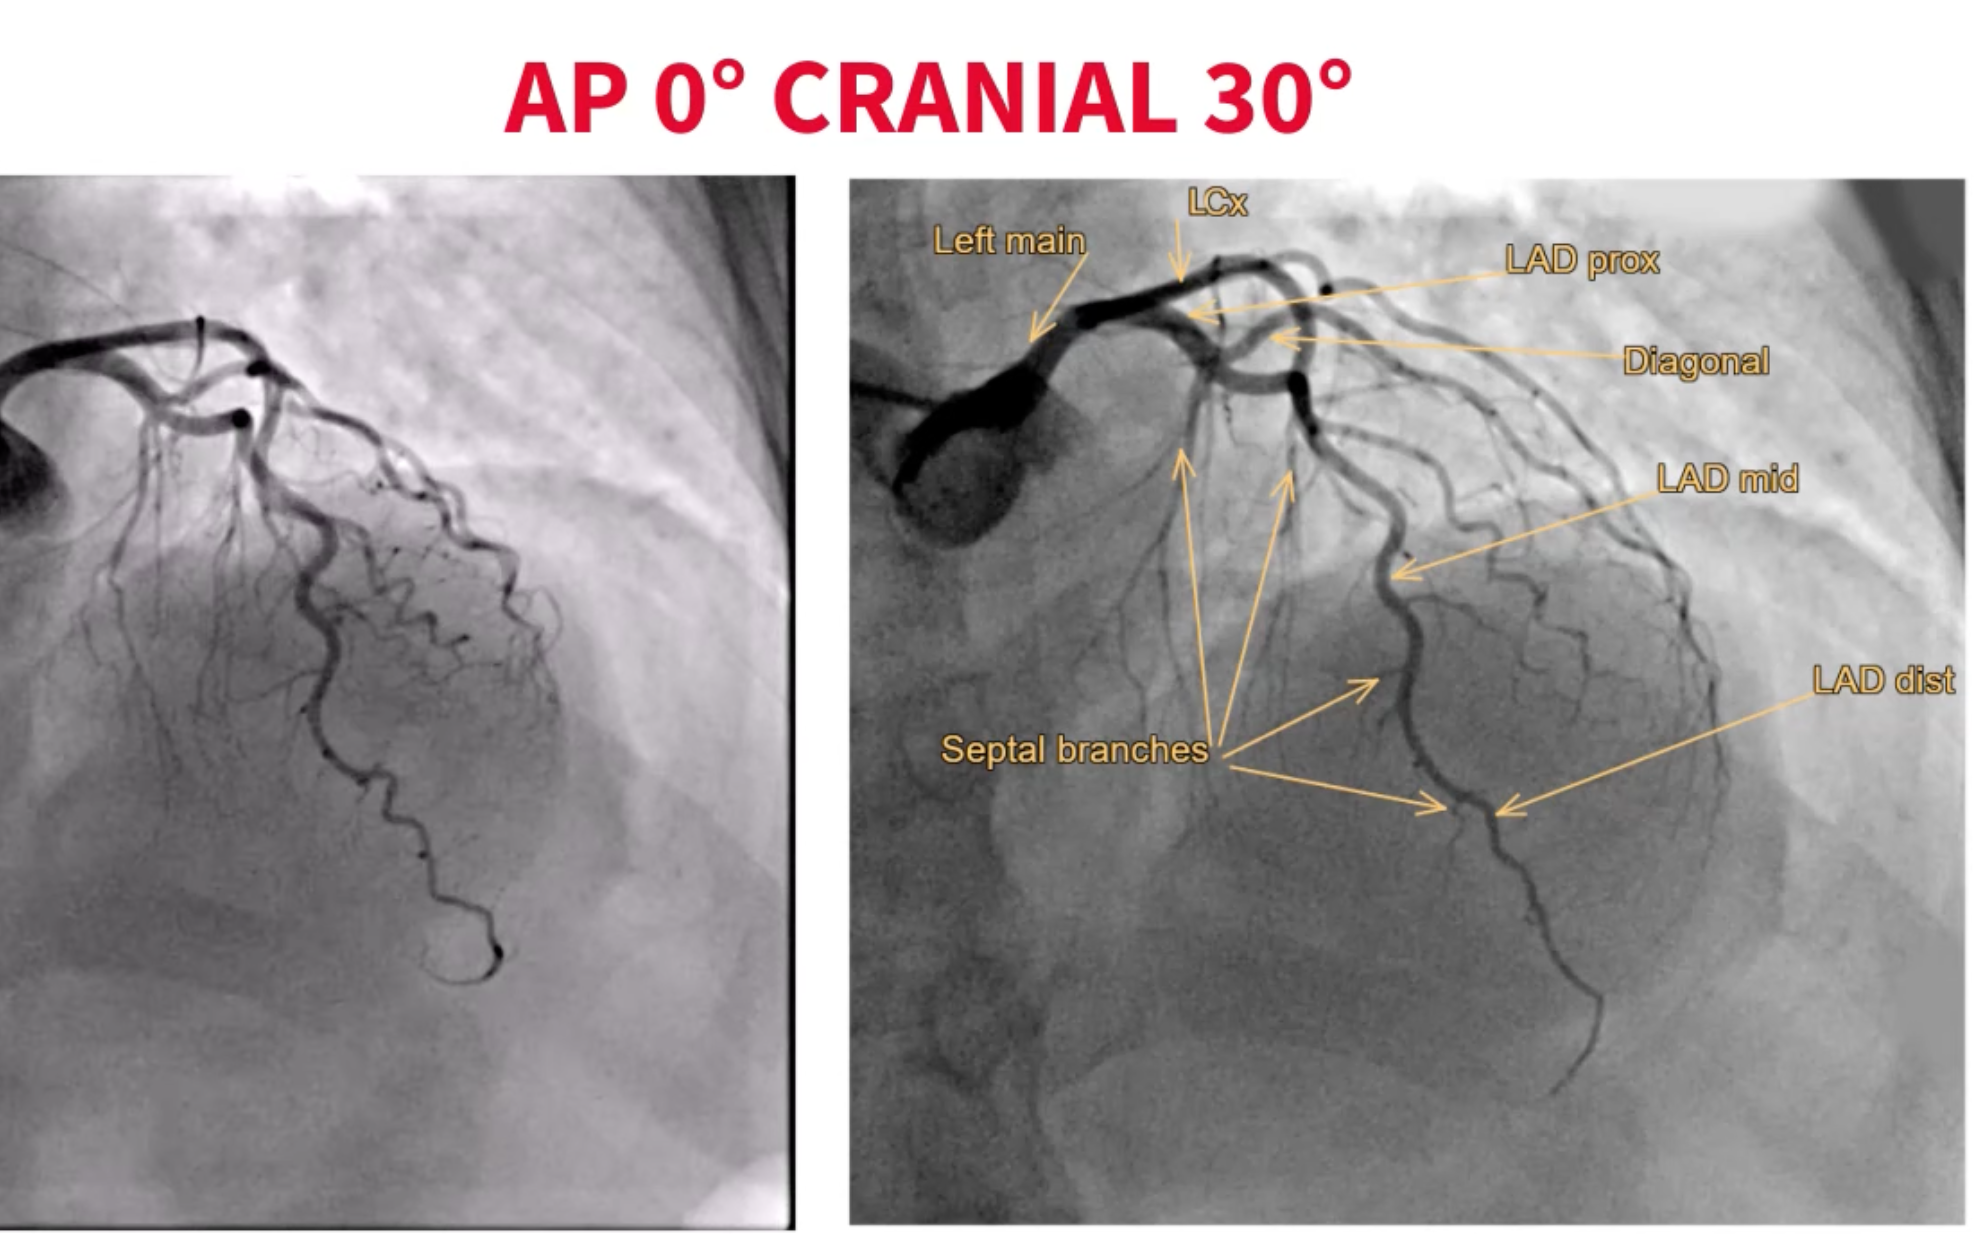 AP 0° CRANIAL 30°
LCx
Left main
LAD prox
Diagonal
LAD mid
LAD dist
Septal branches